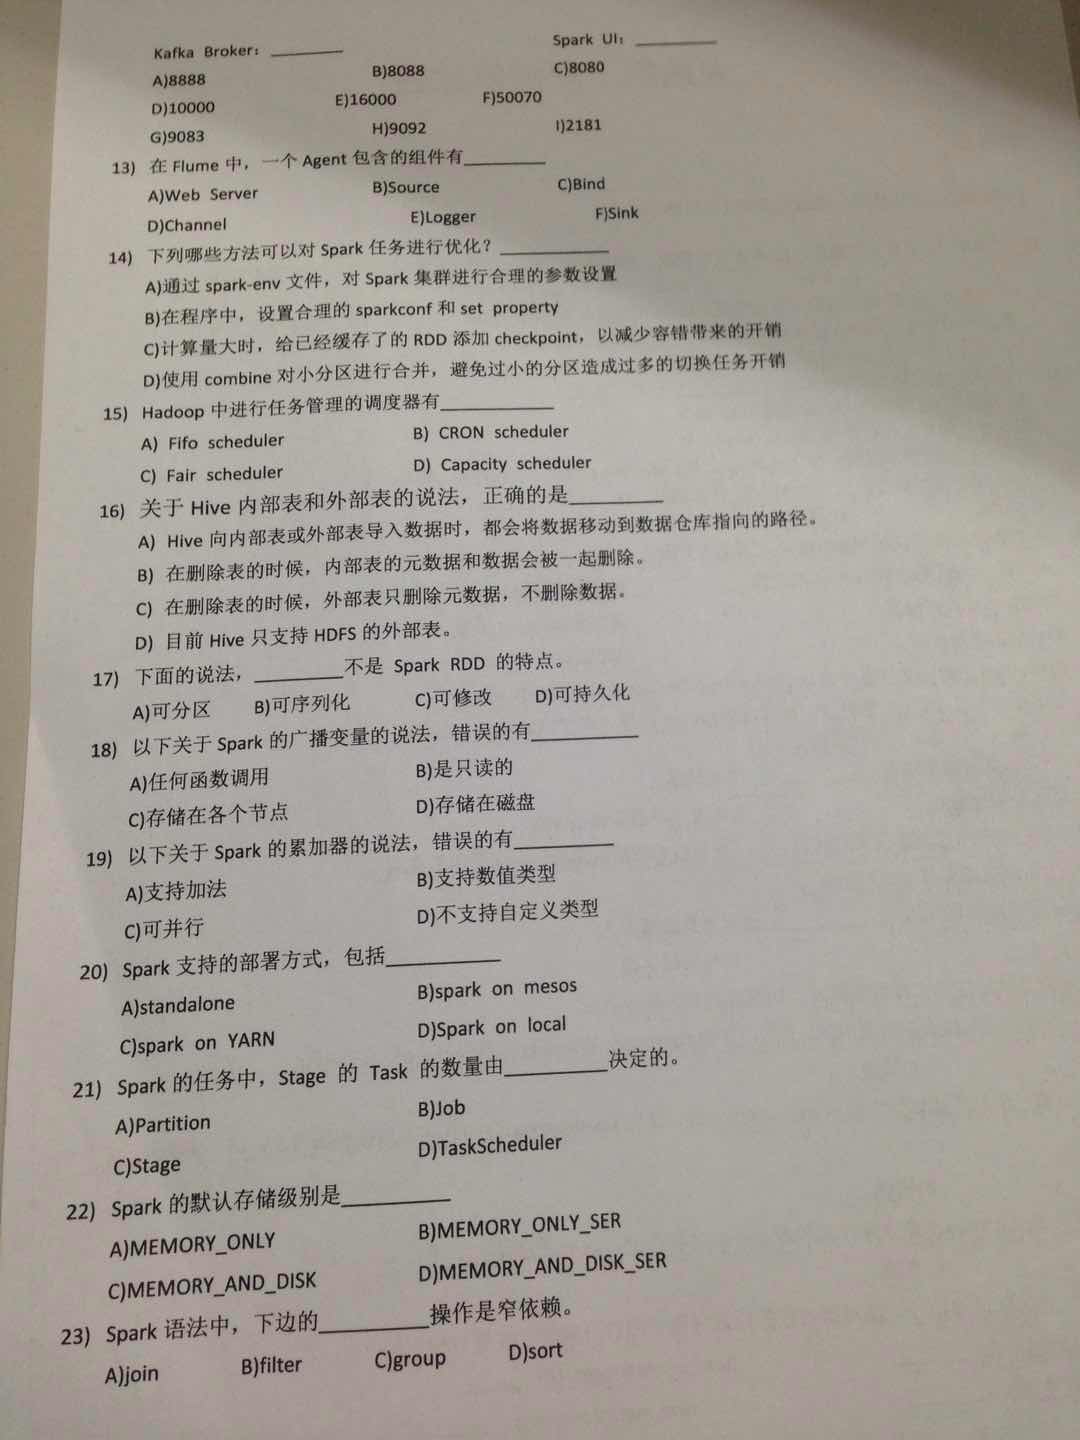 Kafka Broker: ________ Spark UI: ________
A)8888 B)8088 C)8080
D)10000 E)16000 F)50070
G)9083 H)9092 I)2181
13) 在 Flume 中，一个 Agent 包含的组件有________
A)Web Server B)Source C)Bind
D)Channel E)Logger F)Sink
14) 下列哪些方法可以对 Spark 任务进行优化？________
A)通过 spark-env 文件，对 Spark 集群进行合理的参数设置
B)在程序中，设置合理的 sparkconf 和 set property
C)计算量大时，给已经缓存了的 RDD 添加 checkpoint，以减少容错带来的开销
D)使用 combine 对小分区进行合并，避免过小的分区造成过多的切换任务开销
15) Hadoop 中进行任务管理的调度器有________
A) Fifo scheduler B) CRON scheduler
C) Fair scheduler D) Capacity scheduler
16) 关于 Hive 内部表和外部表的说法，正确的是________
A) Hive 向内部表或外部表导入数据时，都会将数据移动到数据仓库指向的路径。
B) 在删除表的时候，内部表的元数据和数据会被一起删除。
C) 在删除表的时候，外部表只删除元数据，不删除数据。
D) 目前 Hive 只支持 HDFS 的外部表。
17) 下面的说法，________不是 Spark RDD 的特点。
A)可分区 B)可序列化 C)可修改 D)可持久化
18) 以下关于 Spark 的广播变量的说法，错误的有________
A)任何函数调用 B)是只读的
C)存储在各个节点 D)存储在磁盘
19) 以下关于 Spark 的累加器的说法，错误的有________
A)支持加法 B)支持数值类型
C)可并行 D)不支持自定义类型
20) Spark 支持的部署方式，包括________
A)standalone B)spark on mesos
C)spark on YARN D)Spark on local
21) Spark 的任务中，Stage 的 Task 的数量由________决定的。
A)Partition B)Job
C)Stage D)TaskScheduler
22) Spark 的默认存储级别是________
A)MEMORY_ONLY B)MEMORY_ONLY_SER
C)MEMORY_AND_DISK D)MEMORY_AND_DISK_SER
23) Spark 语法中，下边的________操作是窄依赖。
A)join B)filter C)group D)sort